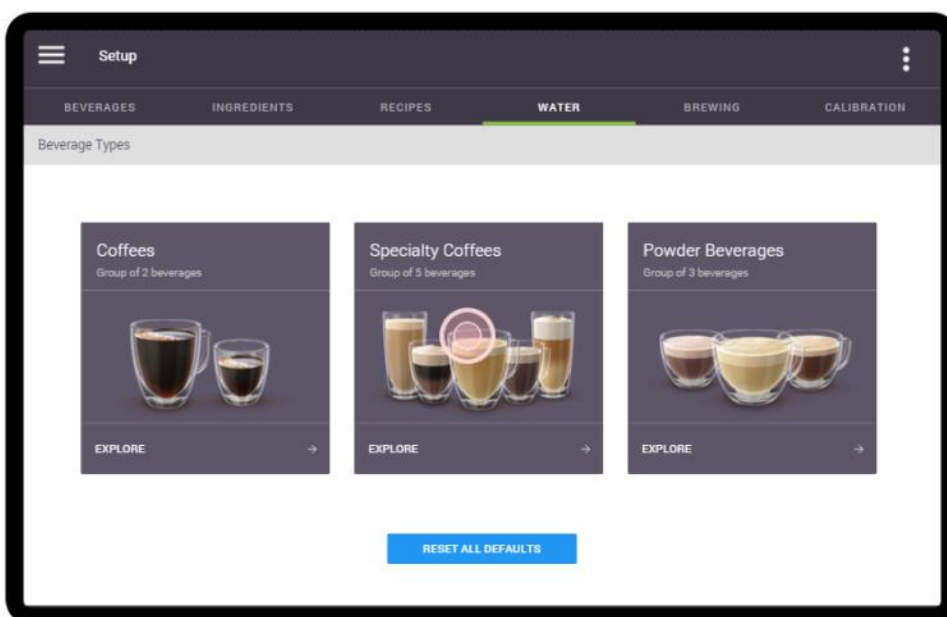 Setup
BEVERAGES INGREDIENTS RECIPES WATER BREWING CALIBRATION
Beverage Types
Coffees
Group of 2 beverages
EXPLORE
Specialty Coffees
Group of 5 beverages
EXPLORE
Powder Beverages
Group of 3 beverages
EXPLORE
RESET ALL DEFAULTS